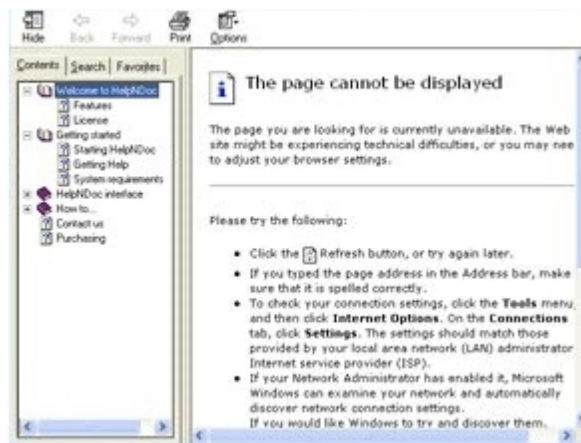 Hide Back Forward Print Options
Contents Search Favorites
Welcome to HelpNDoc
Features
License
Getting started
Starting HelpNDoc
Getting Help
System requirements
HelpNDoc interface
How to...
Contact us
Purchasing
The page cannot be displayed
The page you are looking for is currently unavailable. The Web
site might be experiencing technical difficulties, or you may nee
to adjust your browser settings.
Please try the following:
Click the Refresh button, or try again later.
If you typed the page address in the Address bar, make
sure that it is spelled correctly.
To check your connection settings, click the Tools menu,
and then click Internet Options. On the Connections
tab, click Settings. The settings should match those
provided by your local area network (LAN) administrator
Internet service provider (ISP).
If your Network Administrator has enabled it, Microsoft
Windows can examine your network and automatically
discover network connection settings.
If you would like Windows to try and discover them,